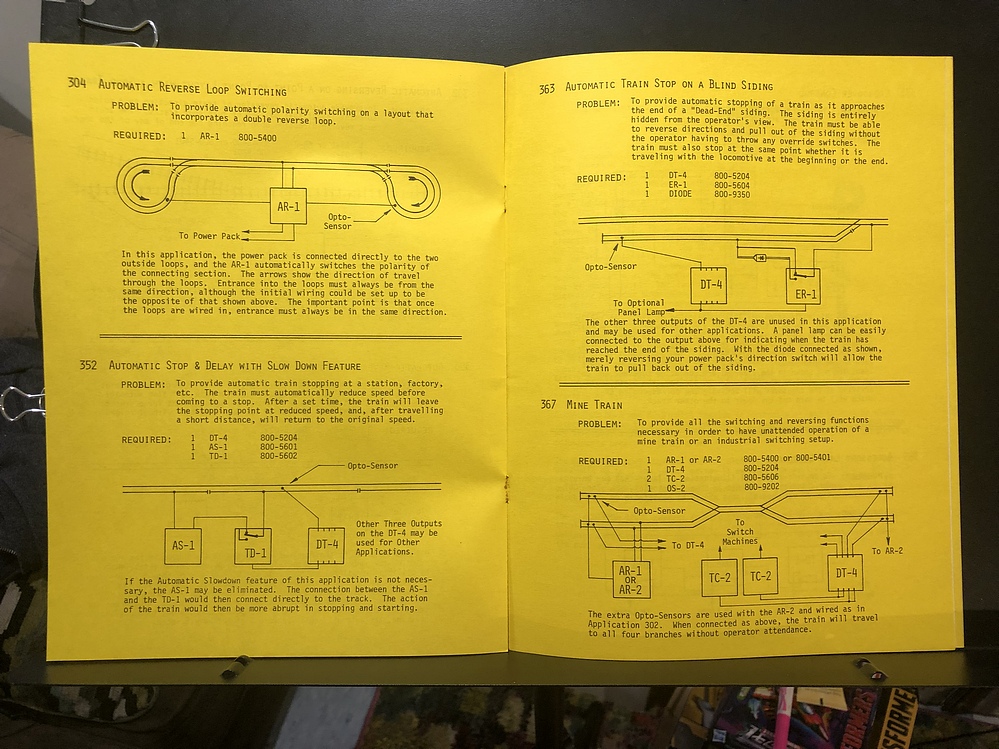 304 Automatic Reverse Loop Switching
PROBLEM: To provide automatic polarity switching on a layout that
incorporates a double reverse loop.
REQUIRED: 1 AR-1 800-5400
AR-1
Opto-
Sensor
To Power Pack
In this application, the power pack is connected directly to the two
outside loops, and the AR-1 automatically switches the polarity of
the connecting section. The arrows show the direction of travel
through the loops. Entrance into the loops must always be from the
same direction, although the initial wiring could be set up to be
the opposite of that shown above. The important point is that once
the loops are wired in, entrance must always be in the same direction.
352 Automatic Stop & Delay with Slow Down Feature
PROBLEM: To provide automatic train stopping at a station, factory,
etc. The train must automatically reduce speed before
coming to a stop. After a set time, the train will leave
the stopping point at reduced speed, and, after travelling
a short distance, will return to the original speed.
REQUIRED: 1 DT-4 800-5204
1 AS-1 800-5601
1 TD-1 800-5602
Opto-Sensor
AS-1
TD-1
DT-4
Other Three Outputs
on the DT-4 may be
used for Other
Applications.
If the Automatic Slowdown feature of this application is not neces-
sary, the AS-1 may be eliminated. The connection between the AS-1
and the TD-1 would then connect directly to the track. The action
of the train would then be more abrupt in stopping and starting.
363 Automatic Train Stop on a Blind Siding
PROBLEM: To provide automatic stopping of a train as it approaches
the end of a "Dead-End" siding. The siding is entirely
hidden from the operator's view. The train must be able
to reverse directions and pull out of the siding without
the operator having to throw any override switches. The
train must also stop at the same point whether it is
traveling with the locomotive at the beginning or the end.
REQUIRED: 1 DT-4 800-5204
1 ER-1 800-5604
1 DIODE 800-9350
Opto-Sensor
DT-4
ER-1
To Optional
Panel Lamp
The other three outputs of the DT-4 are unused in this application
and may be used for other applications. A panel lamp can be easily
connected to the output above for indicating when the train has
reached the end of the siding. With the diode connected as shown,
merely reversing your power pack's direction switch will allow the
train to pull back out of the siding.
367 Mine Train
PROBLEM: To provide all the switching and reversing functions
necessary in order to have unattended operation of a
mine train or an industrial switching setup.
REQUIRED: 1 AR-1 or AR-2 800-5400 or 800-5401
1 DT-4 800-5204
2 TC-2 800-5606
1 OS-2 800-9202
Opto-Sensor
To
Switch
Machines
To DT-4
To AR-2
AR-1
OR
AR-2
TC-2
TC-2
DT-4
The extra Opto-Sensors are used with the AR-2 and wired as in
Application 302. When connected as above, the train will travel
to all four branches without operator attendance.